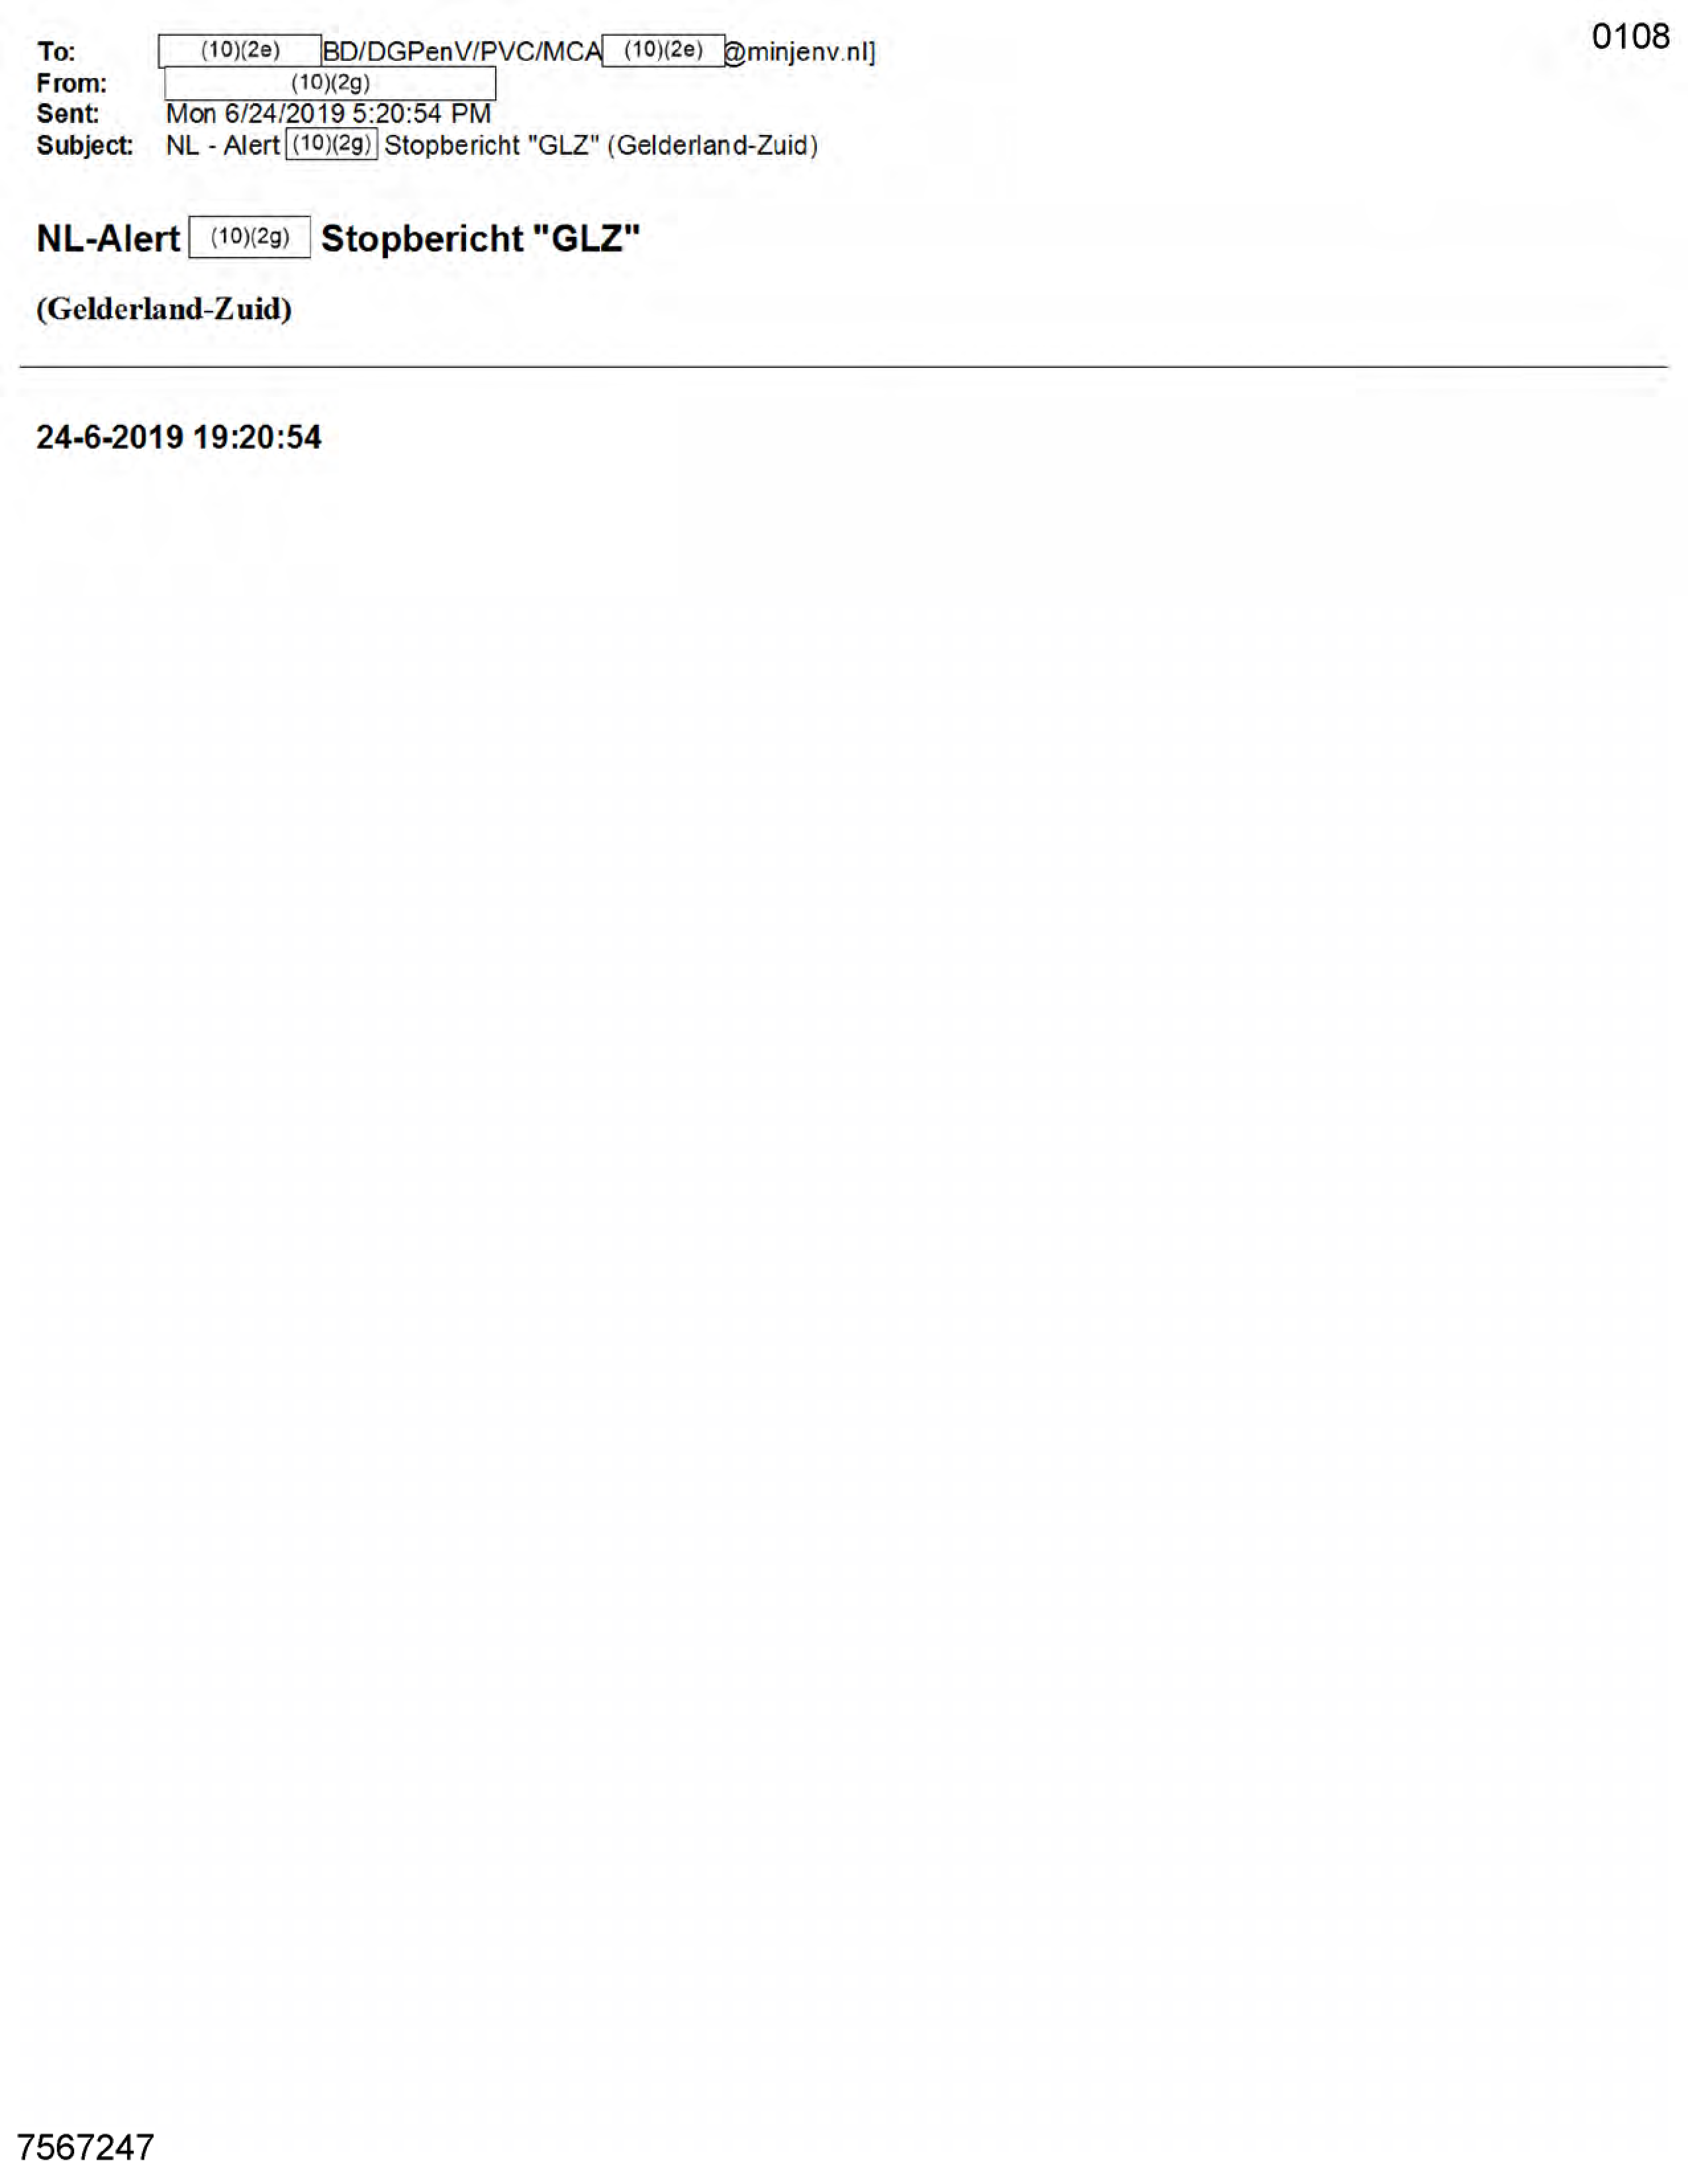 0108
To: (10)(2e) BD/DGPenV/PVC/MCA (10)(2e) @minjenv.nl]
From: (10)(2g)
Sent: Mon 6/24/2019 5:20:54 PM
Subject: NL - Alert (10)(2g) Stopbericht "GLZ" (Gelderland-Zuid)
NL-Alert (10)(2g) Stopbericht "GLZ"
(Gelderland-Zuid)
24-6-2019 19:20:54
7567247